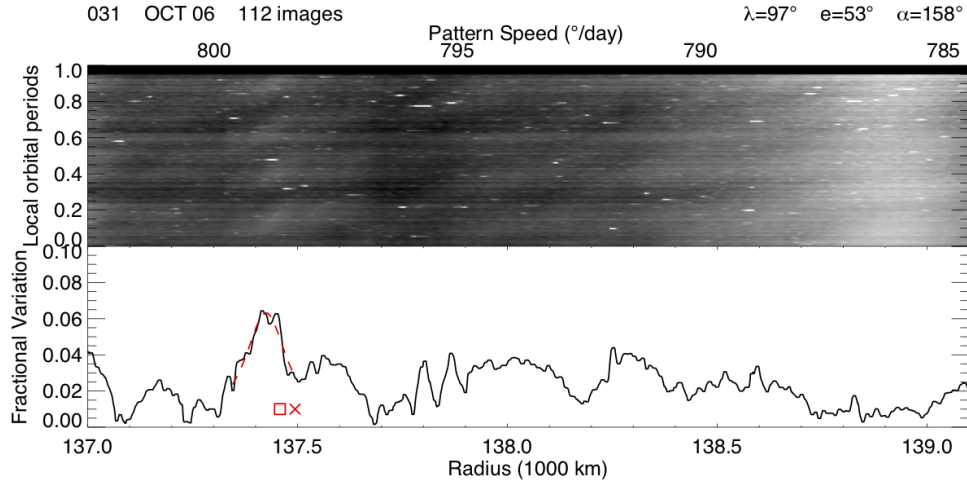 031 OCT 06 112 images λ=97° e=53° α=158°
Pattern Speed (°/day)
800 795 790 785
Local orbital periods
1.0
0.8
0.6
0.4
0.2
0.0
Fractional Variation
0.10
0.08
0.06
0.04
0.02
0.00
137.0 137.5 138.0 138.5 139.0
Radius (1000 km)